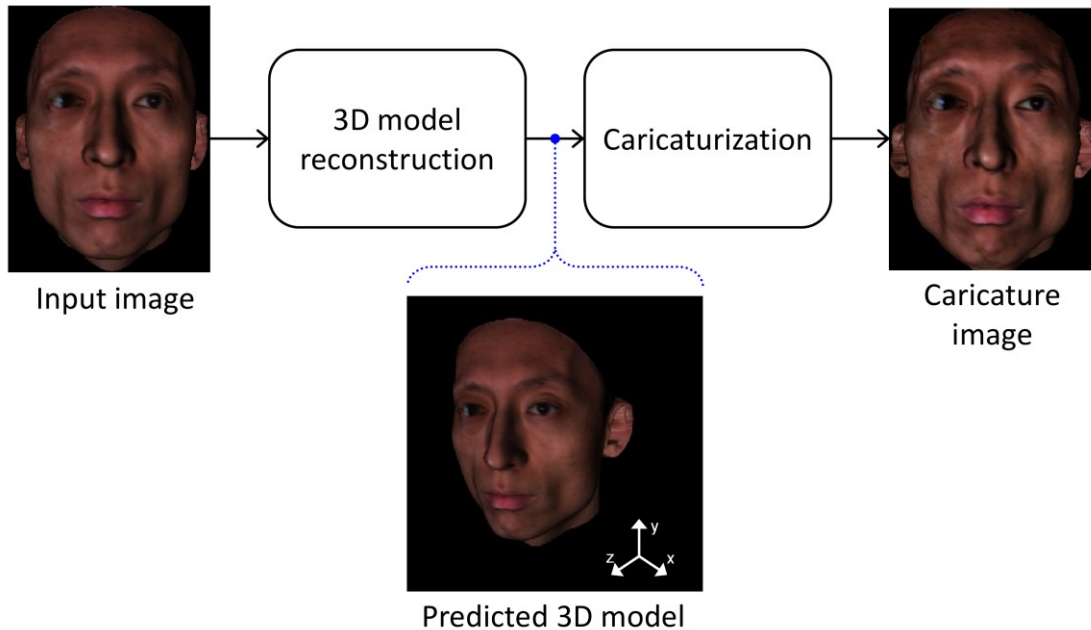 3D model
reconstruction
Caricaturization
Input image
Caricature
image
y
z
x
Predicted 3D model